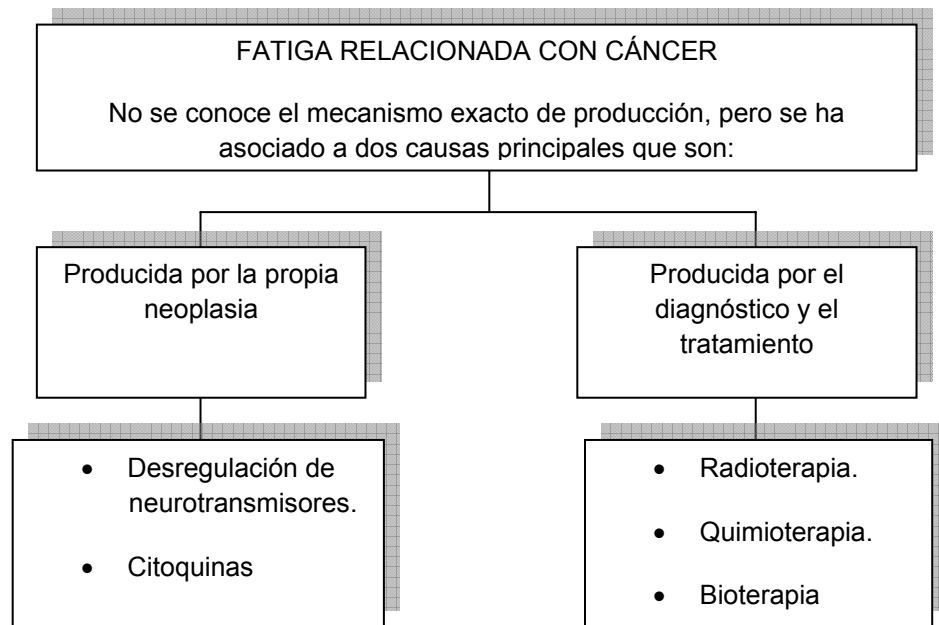 FATIGA RELACIONADA CON CÁNCER
No se conoce el mecanismo exacto de producción, pero se ha
asociado a dos causas principales que son:
Producida por la propia
neoplasia
Producida por el
diagnóstico y el
tratamiento
• Desregulación de
neurotransmisores.
• Citoquinas
• Radioterapia.
• Quimioterapia.
• Bioterapia